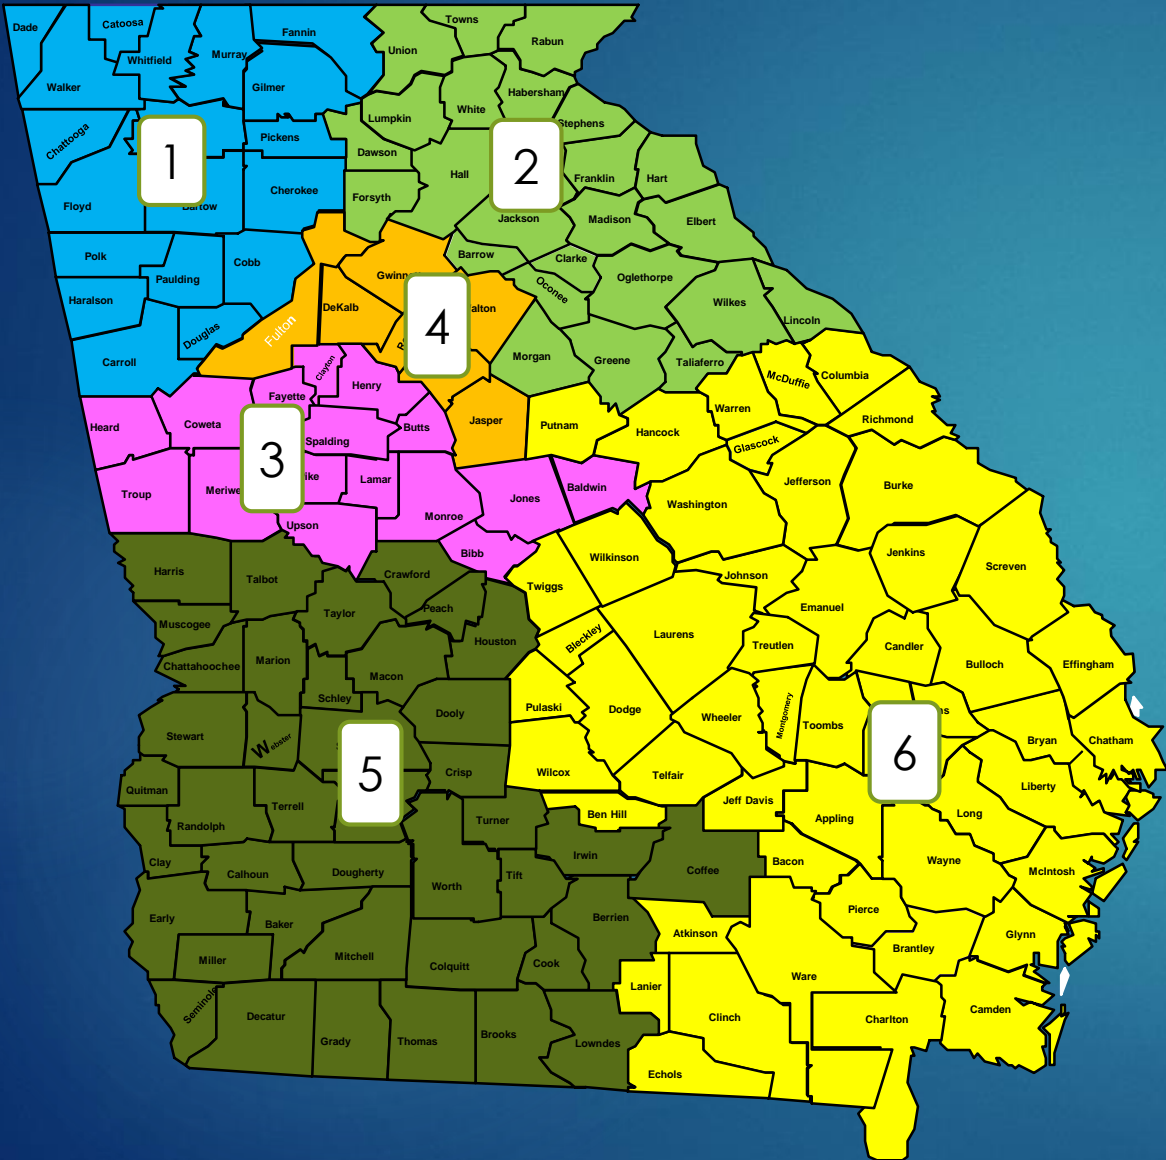 Dade
Catoosa
Fannin
Towns
Rabun
Union
Whitfield
Murray
Walker
Gilmer
Habersham
White
Lumpkin
Stephens
Chattooga
Pickens
Dawson
1
2
Hall
Franklin
Hart
Cherokee
Forsyth
Floyd
Bartow
Jackson
Madison
Elbert
Polk
Cobb
Barrow
Clarke
Paulding
Gwinn
Oconee
Oglethorpe
Haralson
DeKalb
4
alton
Wilkes
Lincoln
Douglas
Fulton
R
Carroll
Clayton
Morgan
Greene
Taliaferro
Henry
McDuffie
Columbia
Fayette
Heard
Coweta
Butts
Jasper
Putnam
Warren
Richmond
3
Spalding
Hancock
Glascock
Troup
Meriwe
ike
Lamar
Jones
Baldwin
Jefferson
Burke
Monroe
Washington
Upson
Bibb
Harris
Talbot
Crawford
Wilkinson
Jenkins
Screven
Twiggs
Johnson
Muscogee
Taylor
Peach
Emanuel
Houston
Bleckley
Laurens
Treutlen
Candler
Chattahoochee
Marion
Macon
Bulloch
Effingham
Schley
Dooly
Pulaski
Dodge
Wheeler
Montgomery
Toombs
ns
Stewart
Webster
Bryan
Chatham
5
Crisp
Wilcox
Telfair
6
Quitman
Liberty
Terrell
Jeff Davis
Randolph
Turner
Ben Hill
Appling
Long
Clay
Irwin
Bacon
Wayne
McIntosh
Calhoun
Dougherty
Worth
Tift
Coffee
Early
Baker
Berrien
Pierce
Atkinson
Glynn
Miller
Mitchell
Colquitt
Cook
Brantley
Lanier
Ware
Seminole
Decatur
Clinch
Charlton
Camden
Grady
Thomas
Brooks
Lowndes
Echols